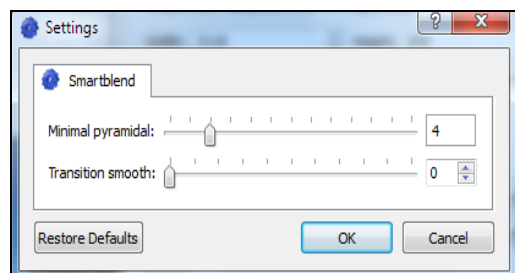 Settings
Smartblend
Minimal pyramidal: 4
Transition smooth: 0
Restore Defaults OK Cancel